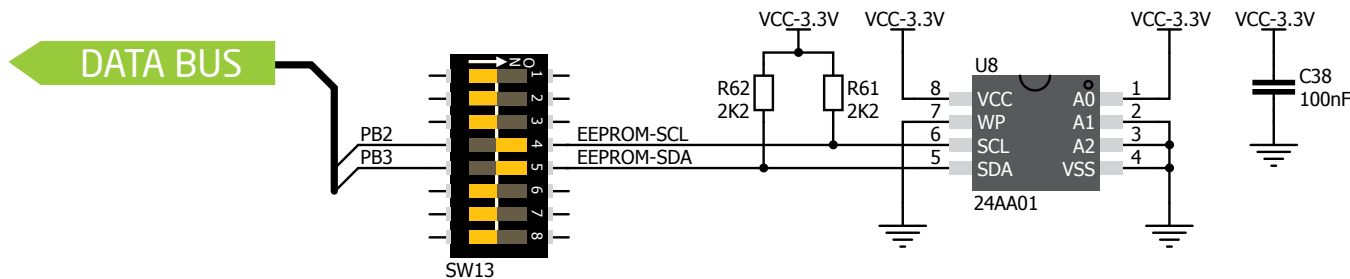 DATA BUS
PB2
PB3
ON
1
2
3
4
5
6
7
8
SW13
EEPROM-SCL
EEPROM-SDA
VCC-3.3V
R62
2K2
R61
2K2
VCC-3.3V
U8
8 VCC A0 1
7 WP A1 2
6 SCL A2 3
5 SDA VSS 4
24AA01
VCC-3.3V
VCC-3.3V
C38
100nF